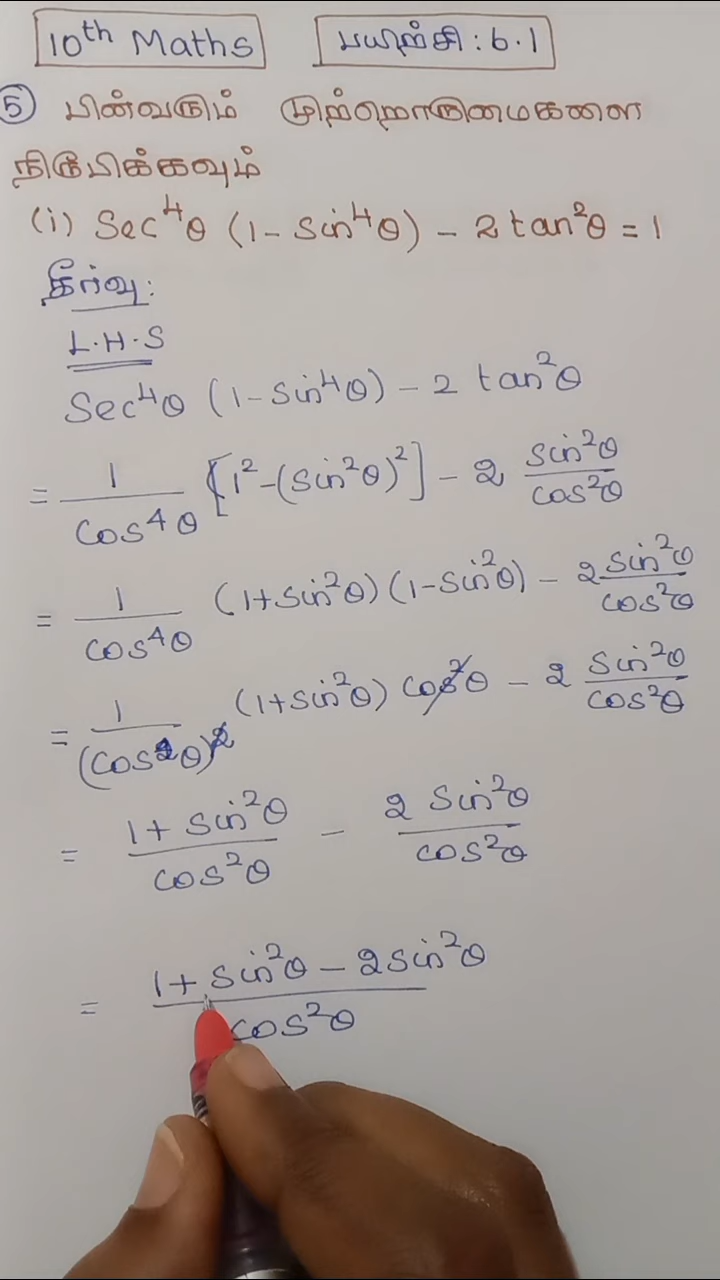 10th Maths பயிற்சி : 6.1
5 பின்வரும் முற்றொருமைகளை
நிரூபிக்கவும்
(i) Sec⁴θ (1 - Sin⁴θ) - 2 tan²θ = 1
தீர்வு :
L.H.S
Sec⁴θ (1 - Sin⁴θ) - 2 tan²θ
= 1/cos⁴θ [1² - (Sin²θ)²] - 2 Sin²θ/cos²θ
= 1/cos⁴θ (1 + Sin²θ) (1 - Sin²θ) - 2 Sin²θ/cos²θ
= 1/(cos²θ)² (1 + Sin²θ) cos²θ - 2 Sin²θ/cos²θ
= 1 + Sin²θ/cos²θ - 2 Sin²θ/cos²θ
= 1 + Sin²θ - 2 Sin²θ/cos²θ